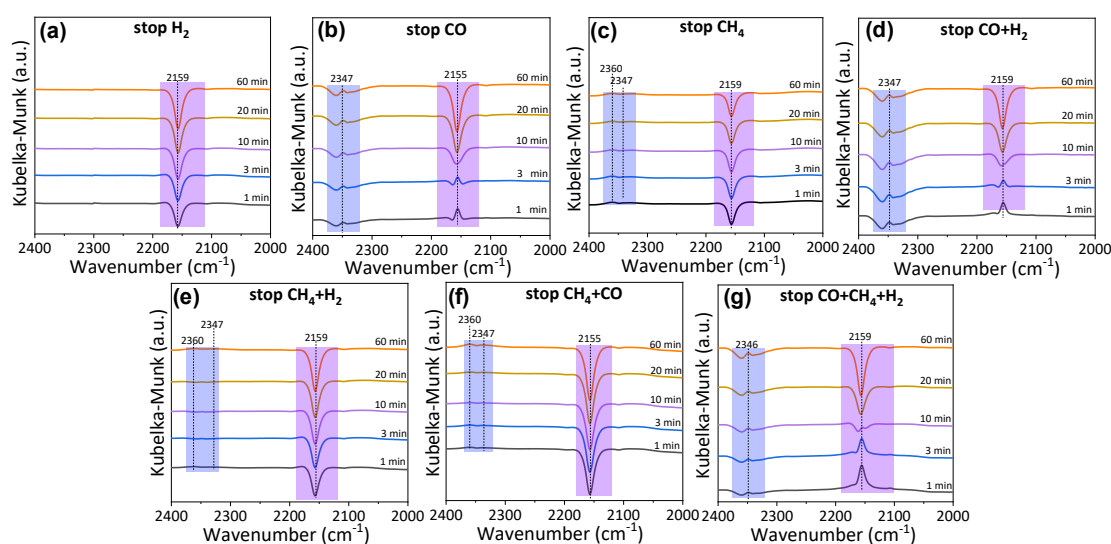 (a) stop H₂
2159
60 min
20 min
10 min
3 min
1 min
2400 2300 2200 2100 2000
Wavenumber (cm⁻¹)
Kubelka-Munk (a.u.)
(b) stop CO
2347 2155
60 min
20 min
10 min
3 min
1 min
2400 2300 2200 2100 2000
Wavenumber (cm⁻¹)
Kubelka-Munk (a.u.)
(c) stop CH₄
2360
2347
2159
60 min
20 min
10 min
3 min
1 min
2400 2300 2200 2100 2000
Wavenumber (cm⁻¹)
Kubelka-Munk (a.u.)
(d) stop CO+H₂
2347 2159
60 min
20 min
10 min
3 min
1 min
2400 2300 2200 2100 2000
Wavenumber (cm⁻¹)
Kubelka-Munk (a.u.)
(e) stop CH₄+H₂
2347
2360
2159
60 min
20 min
10 min
3 min
1 min
2400 2300 2200 2100 2000
Wavenumber (cm⁻¹)
Kubelka-Munk (a.u.)
(f) stop CH₄+CO
2360
2347
2155
60 min
20 min
10 min
3 min
1 min
2400 2300 2200 2100 2000
Wavenumber (cm⁻¹)
Kubelka-Munk (a.u.)
(g) stop CO+CH₄+H₂
2346 2159
60 min
20 min
10 min
3 min
1 min
2400 2300 2200 2100 2000
Wavenumber (cm⁻¹)
Kubelka-Munk (a.u.)